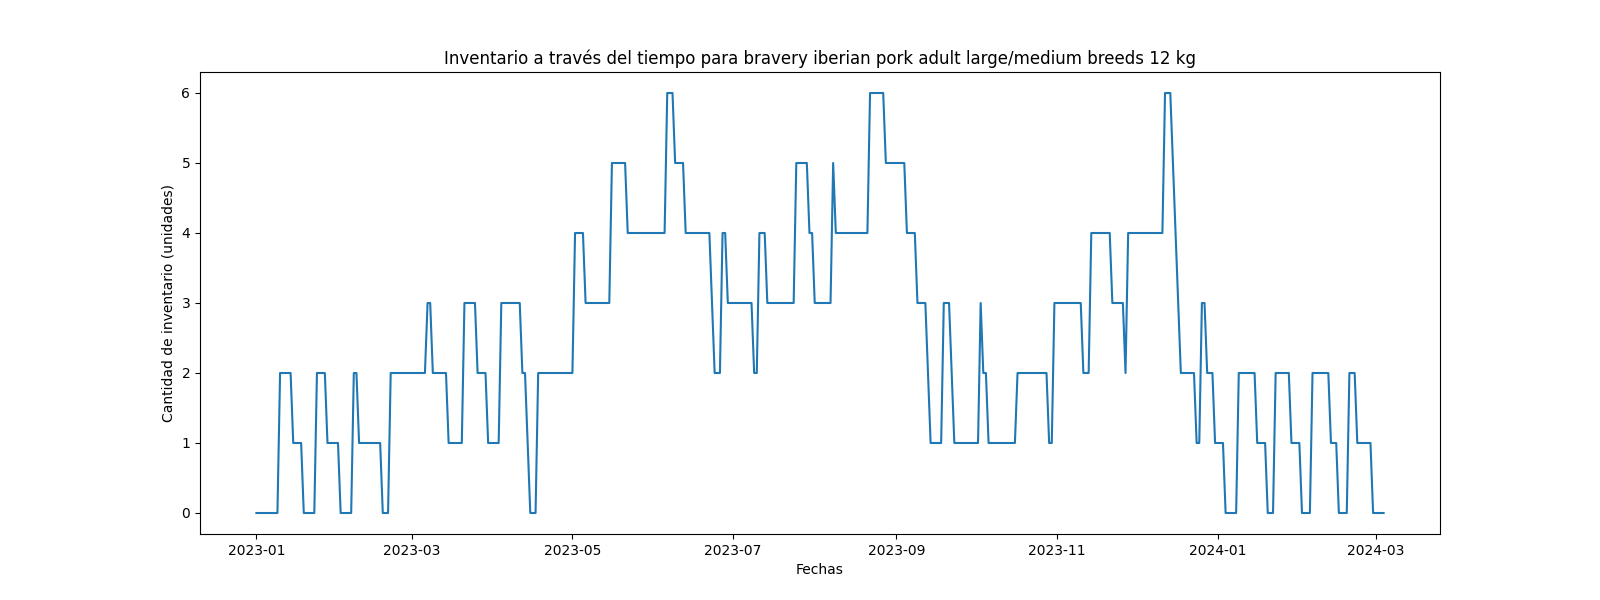 Inventario a través del tiempo para bravery iberian pork adult large/medium breeds 12 kg
Cantidad de inventario (unidades)
6
5
4
3
2
1
0
2023-01 2023-03 2023-05 2023-07 2023-09 2023-11 2024-01 2024-03
Fechas